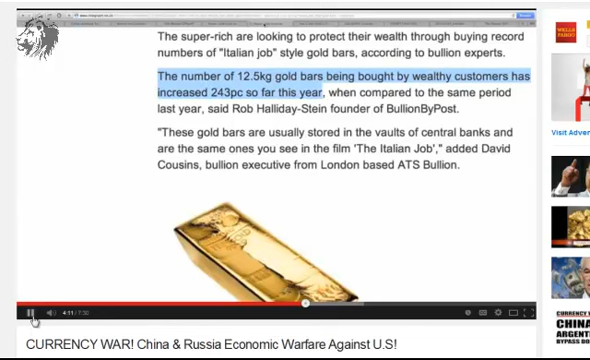 The super-rich are looking to protect their wealth through buying record
numbers of "Italian job" style gold bars, according to bullion experts.
The number of 12.5kg gold bars being bought by wealthy customers has
increased 243pc so far this year, when compared to the same period
last year, said Rob Halliday-Stein founder of BullionByPost.
"These gold bars are usually stored in the vaults of central banks and
are the same ones you see in the film 'The Italian Job'," added David
Cousins, bullion executive from London based ATS Bullion.
4:11 / 7:30
CURRENCY WAR! China & Russia Economic Warfare Against U.S!
WELLS
FARGO
Visit Adver
CURRENCY W
CHINA
ARGENT
BYPASS DO